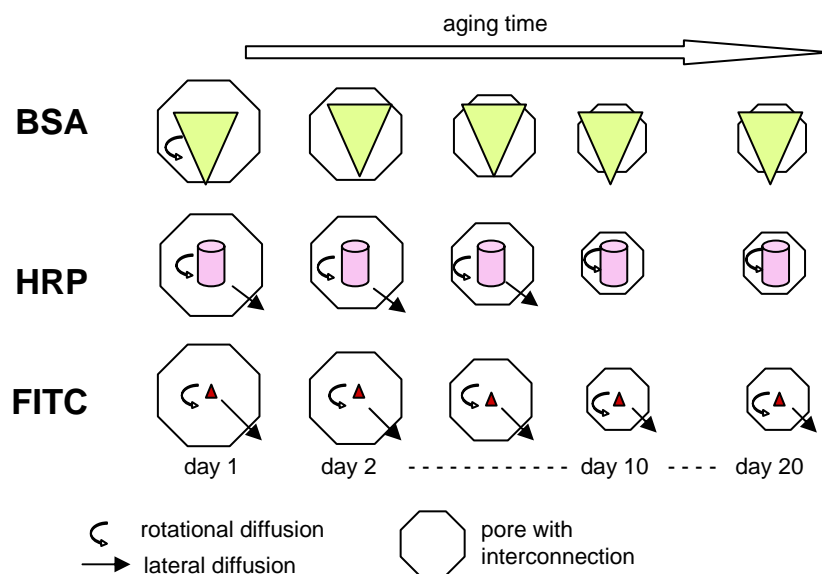 aging time
BSA
HRP
FITC
day 1
day 2
day 10
day 20
rotational diffusion
lateral diffusion
pore with
interconnection